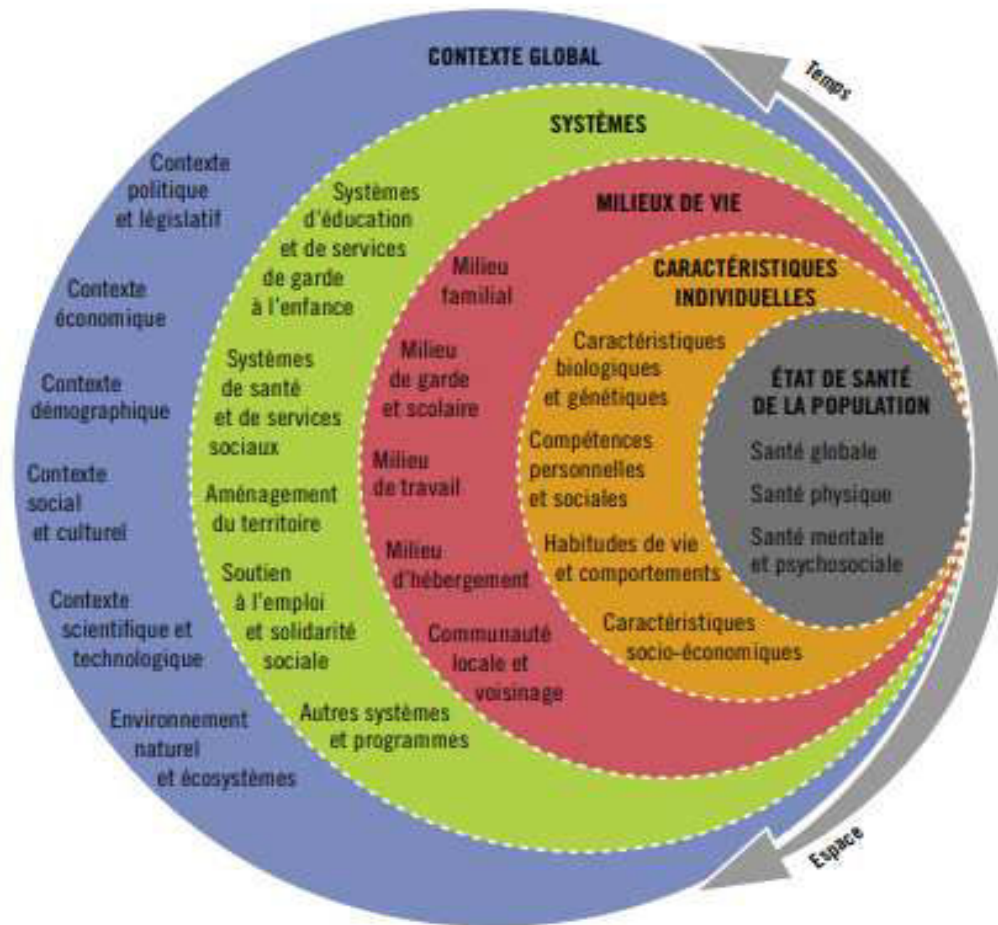 CONTEXTE GLOBAL
Temps
Contexte
politique
et législatif
Contexte
économique
Contexte
démographique
Contexte
social
et culturel
Contexte
scientifique et
technologique
Environnement
naturel
et écosystèmes
SYSTÈMES
Systèmes
d'éducation
et de services
de garde
à l'enfance
Systèmes
de santé
et de services
sociaux
Aménagement
du territoire
Soutien
à l'emploi
et solidarité
sociale
Autres systèmes
et programmes
MILIEUX DE VIE
Milieu
familial
Milieu
de garde
et scolaire
Milieu
de travail
Milieu
d'hébergement
Communauté
locale et
voisinage
CARACTÉRISTIQUES
INDIVIDUELLES
Caractéristiques
biologiques
et génétiques
Compétences
personnelles
et sociales
Habitudes de vie
et comportements
Caractéristiques
socio-économiques
ÉTAT DE SANTÉ
DE LA POPULATION
Santé globale
Santé physique
Santé mentale
et psychosociale
Espace